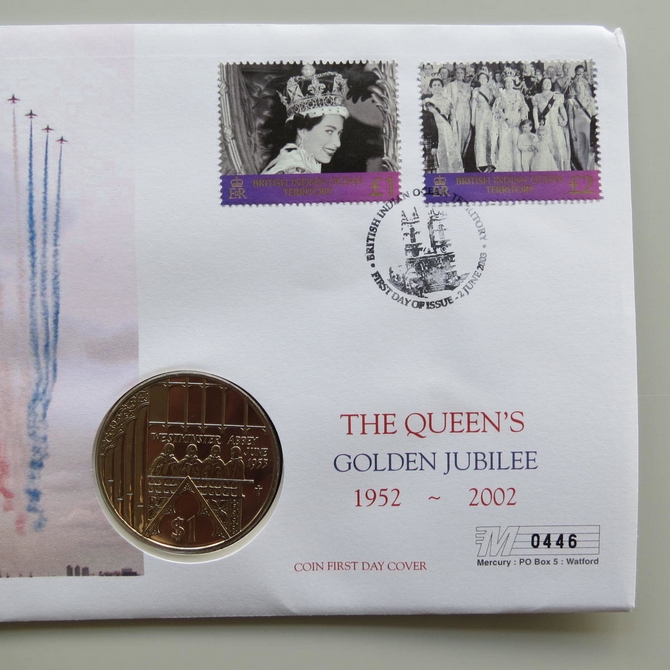 BRITISH INDIAN OCEAN TERRITORY
£1
BRITISH INDIAN OCEAN TERRITORY
£2
BRITISH INDIAN OCEAN TERRITORY
FIRST DAY OF ISSUE - 2 JUNE 2003
WESTMINSTER ABBEY
JUNE
1953
$1
THE QUEEN'S
GOLDEN JUBILEE
1952 ~ 2002
M 0446
Mercury : PO Box 5 : Watford
COIN FIRST DAY COVER